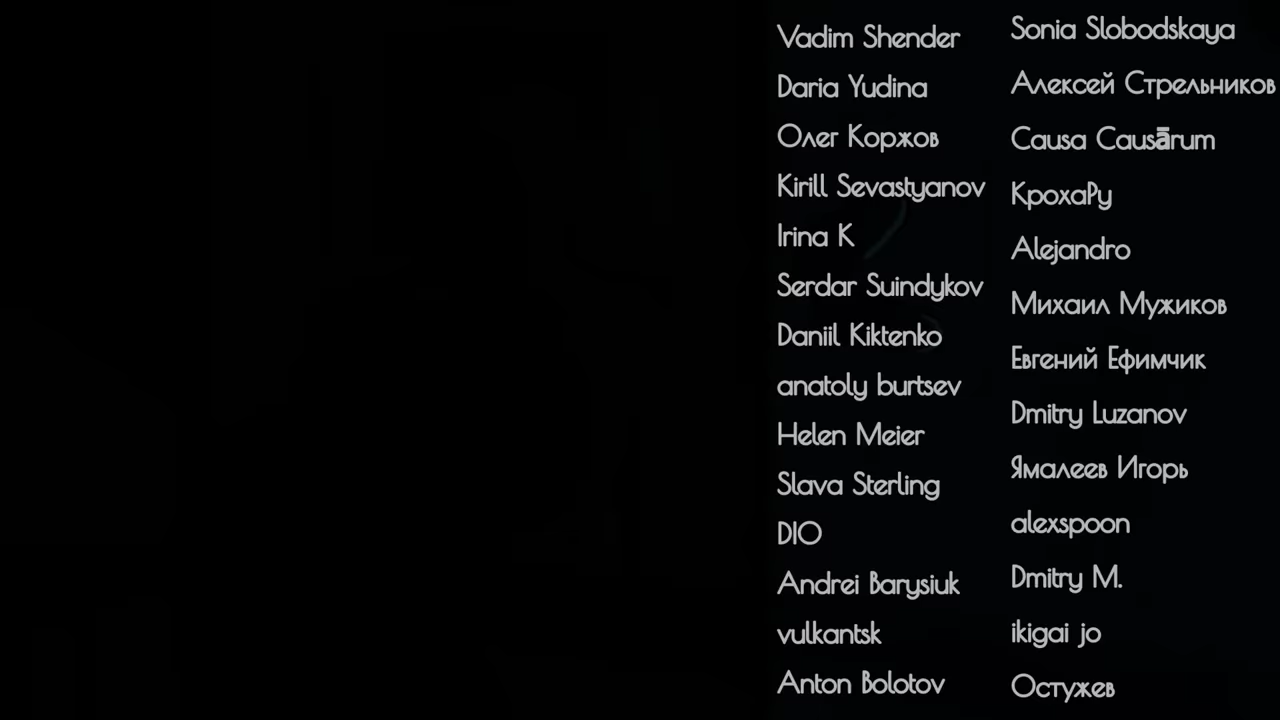 Vadim Shender
Daria Yudina
Олег Коржов
Kirill Sevastyanov
Irina K
Serdar Suindykov
Daniil Kiktenko
anatoly burtsev
Helen Meier
Slava Sterling
DIO
Andrei Barysiuk
vulkantsk
Anton Bolotov
Sonia Slobodskaya
Алексей Стрельников
Causa Causārum
КрохаРу
Alejandro
Михаил Мужиков
Евгений Ефимчик
Dmitry Luzanov
Ямалеев Игорь
alexspoon
Dmitry M.
ikigai jo
Остужев